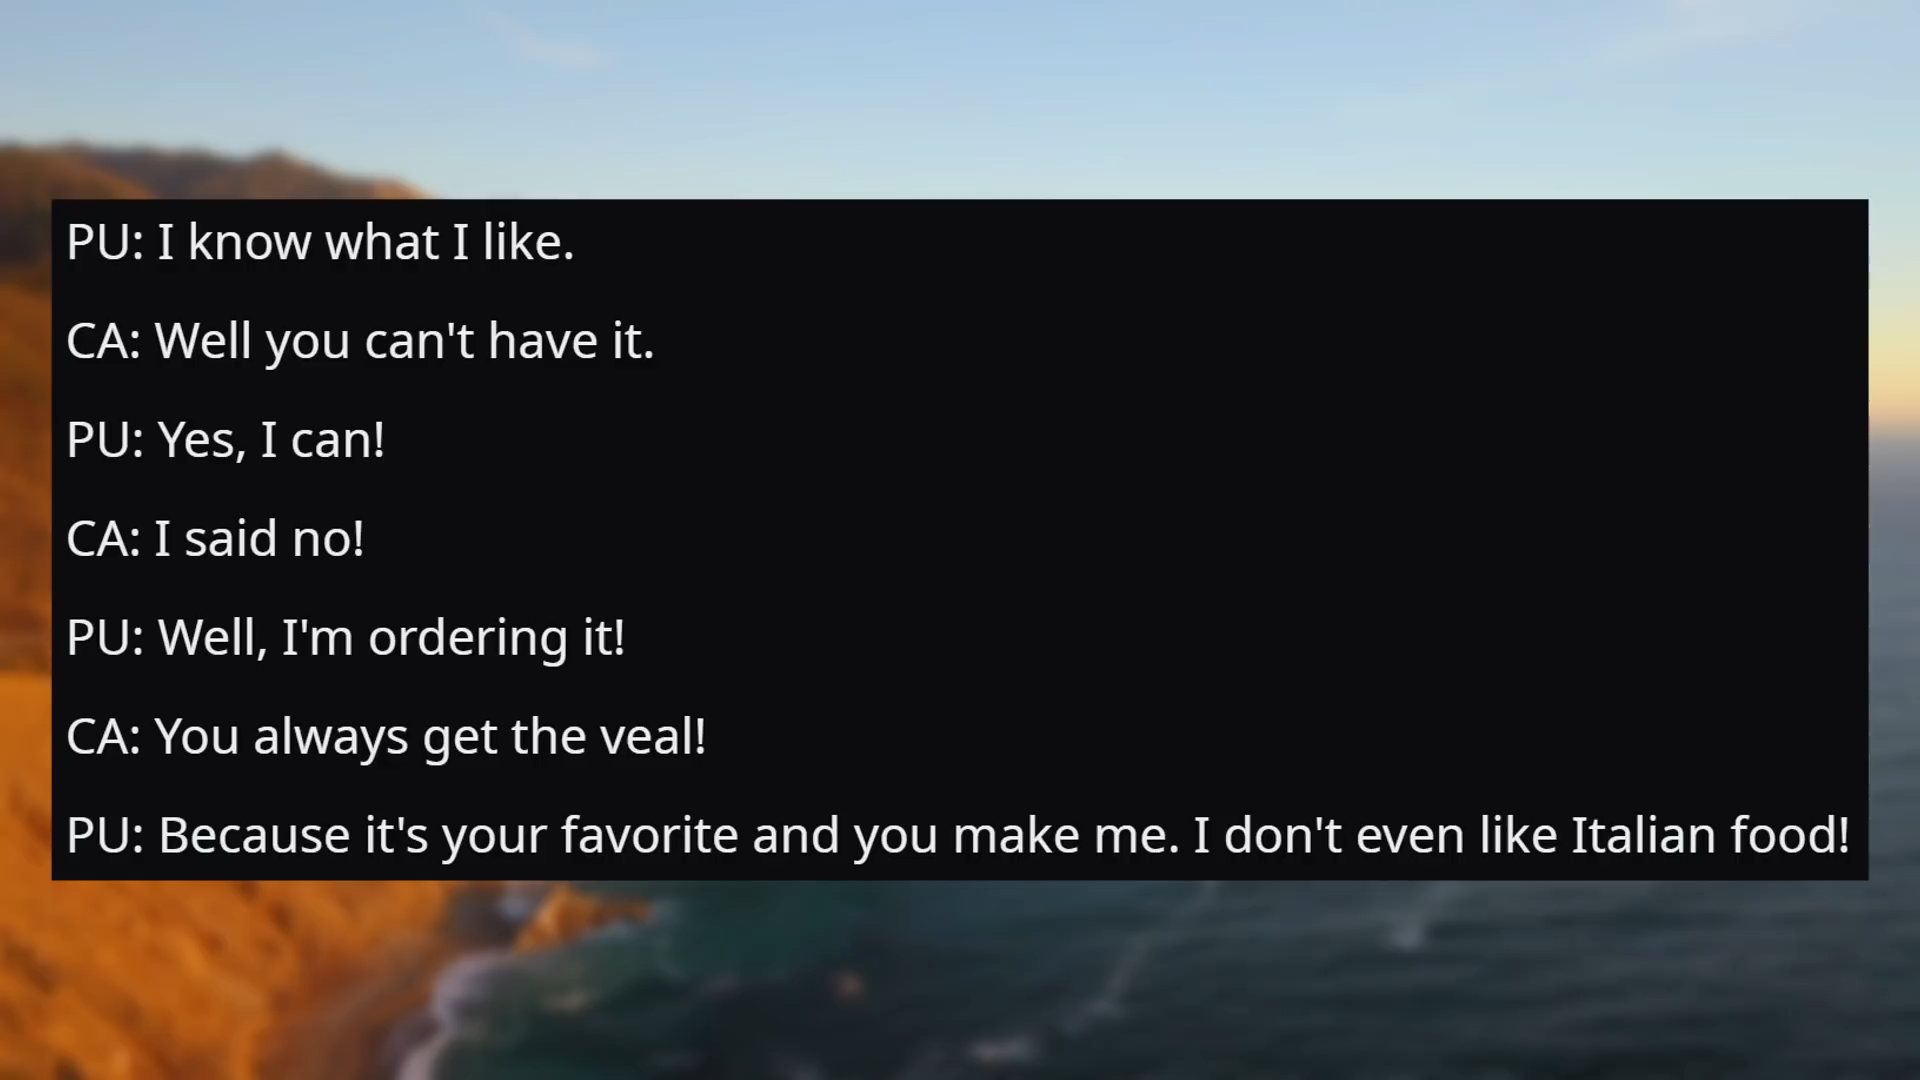 PU: I know what I like.
CA: Well you can't have it.
PU: Yes, I can!
CA: I said no!
PU: Well, I'm ordering it!
CA: You always get the veal!
PU: Because it's your favorite and you make me. I don't even like Italian food!